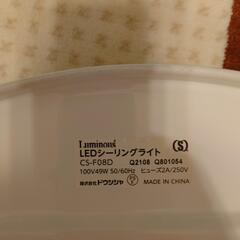 Luminous Ⓢ
LEDシーリングライト
CS-F08D Q2108 Q801054
100V49W 50/60Hz ヒューズ2A/250V
株式会社ドウシシャ MADE IN CHINA